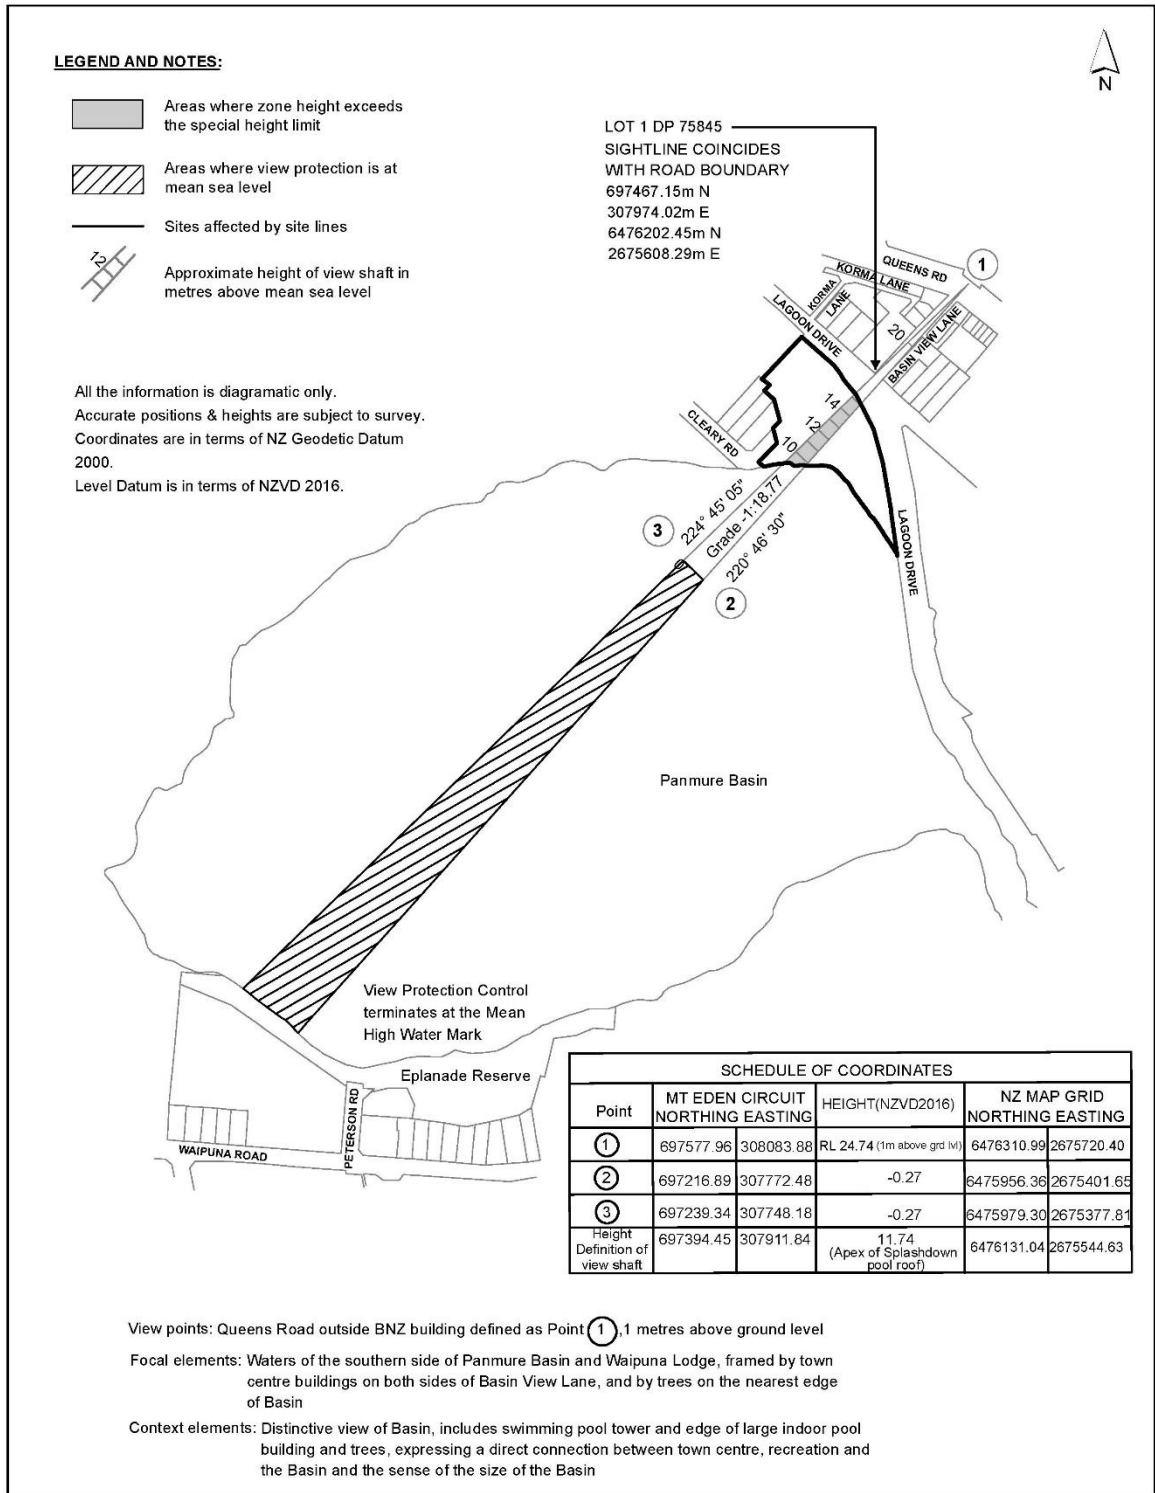 LEGEND AND NOTES:
Areas where zone height exceeds
the special height limit
Areas where view protection is at
mean sea level
Sites affected by site lines
12
Approximate height of view shaft in
metres above mean sea level
All the information is diagramatic only.
Accurate positions & heights are subject to survey.
Coordinates are in terms of NZ Geodetic Datum
2000.
Level Datum is in terms of NZVD 2016.
N
LOT 1 DP 75845
SIGHTLINE COINCIDES
WITH ROAD BOUNDARY
697467.15m N
307974.02m E
6476202.45m N
2675608.29m E
1
QUEENS RD
KORMA LANE
KORMA
LANE
LAGOON DRIVE
20
BASIN VIEW LANE
14
12
10
CLEARY RD
LAGOON DRIVE
224° 45' 05"
Grade -1:18.77
220° 46' 30"
3
2
Panmure Basin
View Protection Control
terminates at the Mean
High Water Mark
Eplanade Reserve
PETERSON RD
WAIPUNA ROAD
SCHEDULE OF COORDINATES
Point MT EDEN CIRCUIT NORTHING EASTING HEIGHT(NZVD2016) NZ MAP GRID NORTHING EASTING
1 697577.96 308083.88 RL 24.74 (1m above grd lvl) 6476310.99 2675720.40
2 697216.89 307772.48 -0.27 6475956.36 2675401.65
3 697239.34 307748.18 -0.27 6475979.30 2675377.81
Height Definition of view shaft 697394.45 307911.84 11.74 (Apex of Splashdown pool roof) 6476131.04 2675544.63
View points: Queens Road outside BNZ building defined as Point 1 ,1 metres above ground level
Focal elements: Waters of the southern side of Panmure Basin and Waipuna Lodge, framed by town
centre buildings on both sides of Basin View Lane, and by trees on the nearest edge
of Basin
Context elements: Distinctive view of Basin, includes swimming pool tower and edge of large indoor pool
building and trees, expressing a direct connection between town centre, recreation and
the Basin and the sense of the size of the Basin